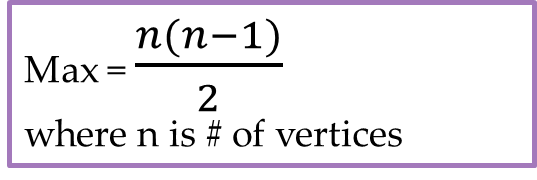 Max = n(n−1)/2
where n is # of vertices